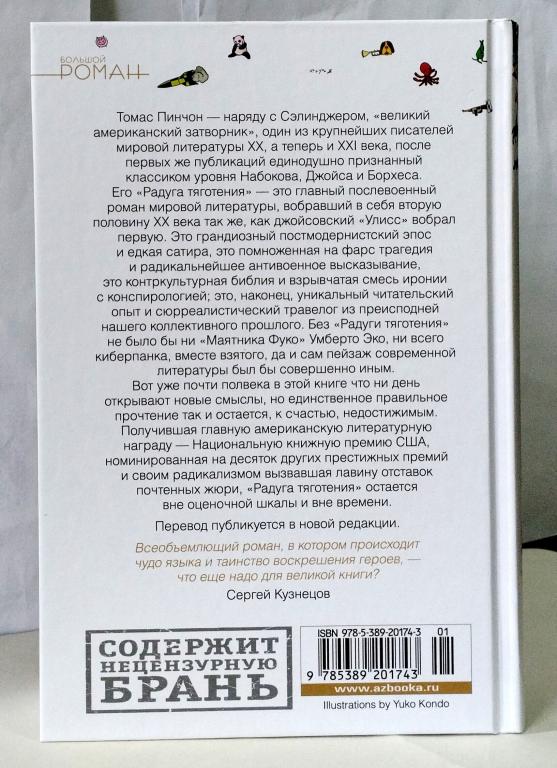 БОЛЬШОЙ
РОМАН
Томас Пинчон — наряду с Сэлинджером, «великий
американский затворник», один из крупнейших писателей
мировой литературы XX, а теперь и XXI века, после
первых же публикаций единодушно признанный
классиком уровня Набокова, Джойса и Борхеса.
Его «Радуга тяготения» — это главный послевоенный
роман мировой литературы, вобравший в себя вторую
половину XX века так же, как джойсовский «Улисс» вобрал
первую. Это грандиозный постмодернистский эпос
и едкая сатира, это помноженная на фарс трагедия
и радикальнейшее антивоенное высказывание,
это контркультурная библия и взрывчатая смесь иронии
с конспирологией; это, наконец, уникальный читательский
опыт и сюрреалистический травелог из преисподней
нашего коллективного прошлого. Без «Радуги тяготения»
не было бы ни «Маятника Фуко» Умберто Эко, ни всего
киберпанка, вместе взятого, да и сам пейзаж современной
литературы был бы совершенно иным.
Вот уже почти полвека в этой книге что ни день
открывают новые смыслы, но единственное правильное
прочтение так и остается, к счастью, недостижимым.
Получившая главную американскую литературную
награду — Национальную книжную премию США,
номинированная на десяток других престижных премий
и своим радикализмом вызвавшая лавину отставок
почтенных жюри, «Радуга тяготения» остается
вне оценочной шкалы и вне времени.
Перевод публикуется в новой редакции.
Всеобъемлющий роман, в котором происходит
чудо языка и таинство воскрешения героев, —
что еще надо для великой книги?
Сергей Кузнецов
СОДЕРЖИТ
НЕЦЕНЗУРНУЮ
БРАНЬ
ISBN 978-5-389-20174-3 01
9 785389 201743
www.azbooka.ru
Illustrations by Yuko Kondo